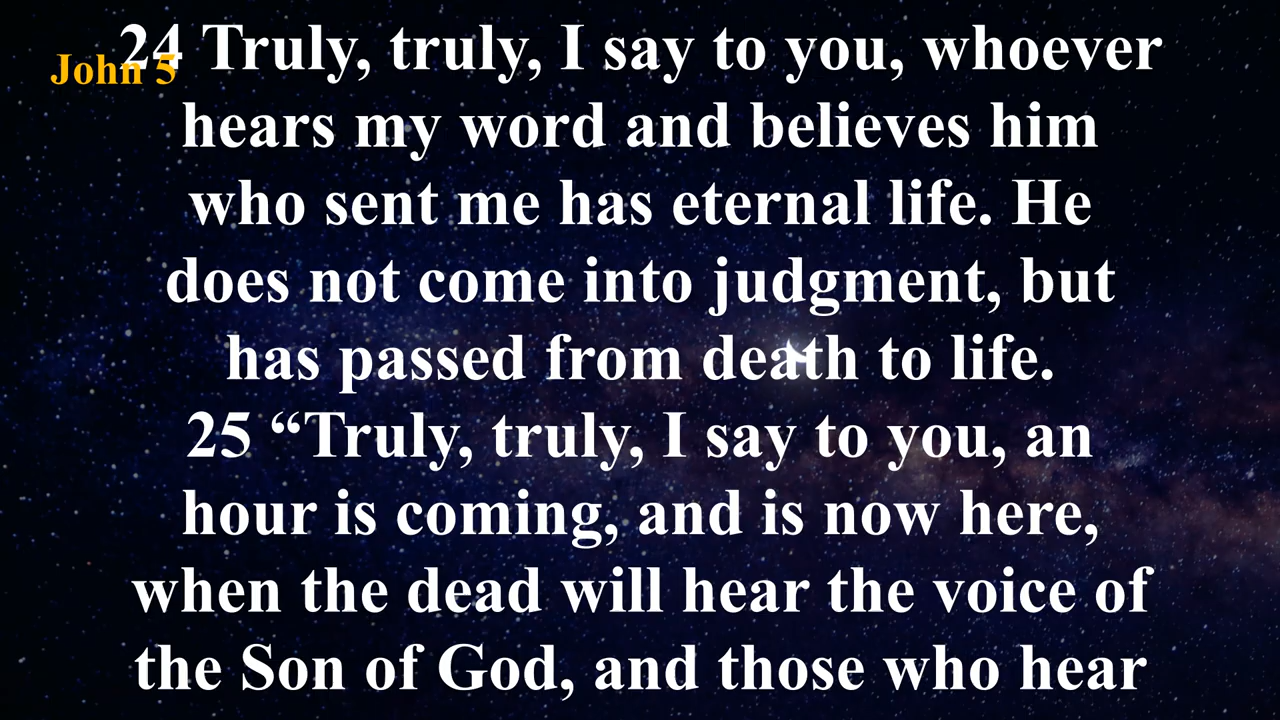 John 5
24 Truly, truly, I say to you, whoever
hears my word and believes him
who sent me has eternal life. He
does not come into judgment, but
has passed from death to life.
25 “Truly, truly, I say to you, an
hour is coming, and is now here,
when the dead will hear the voice of
the Son of God, and those who hear